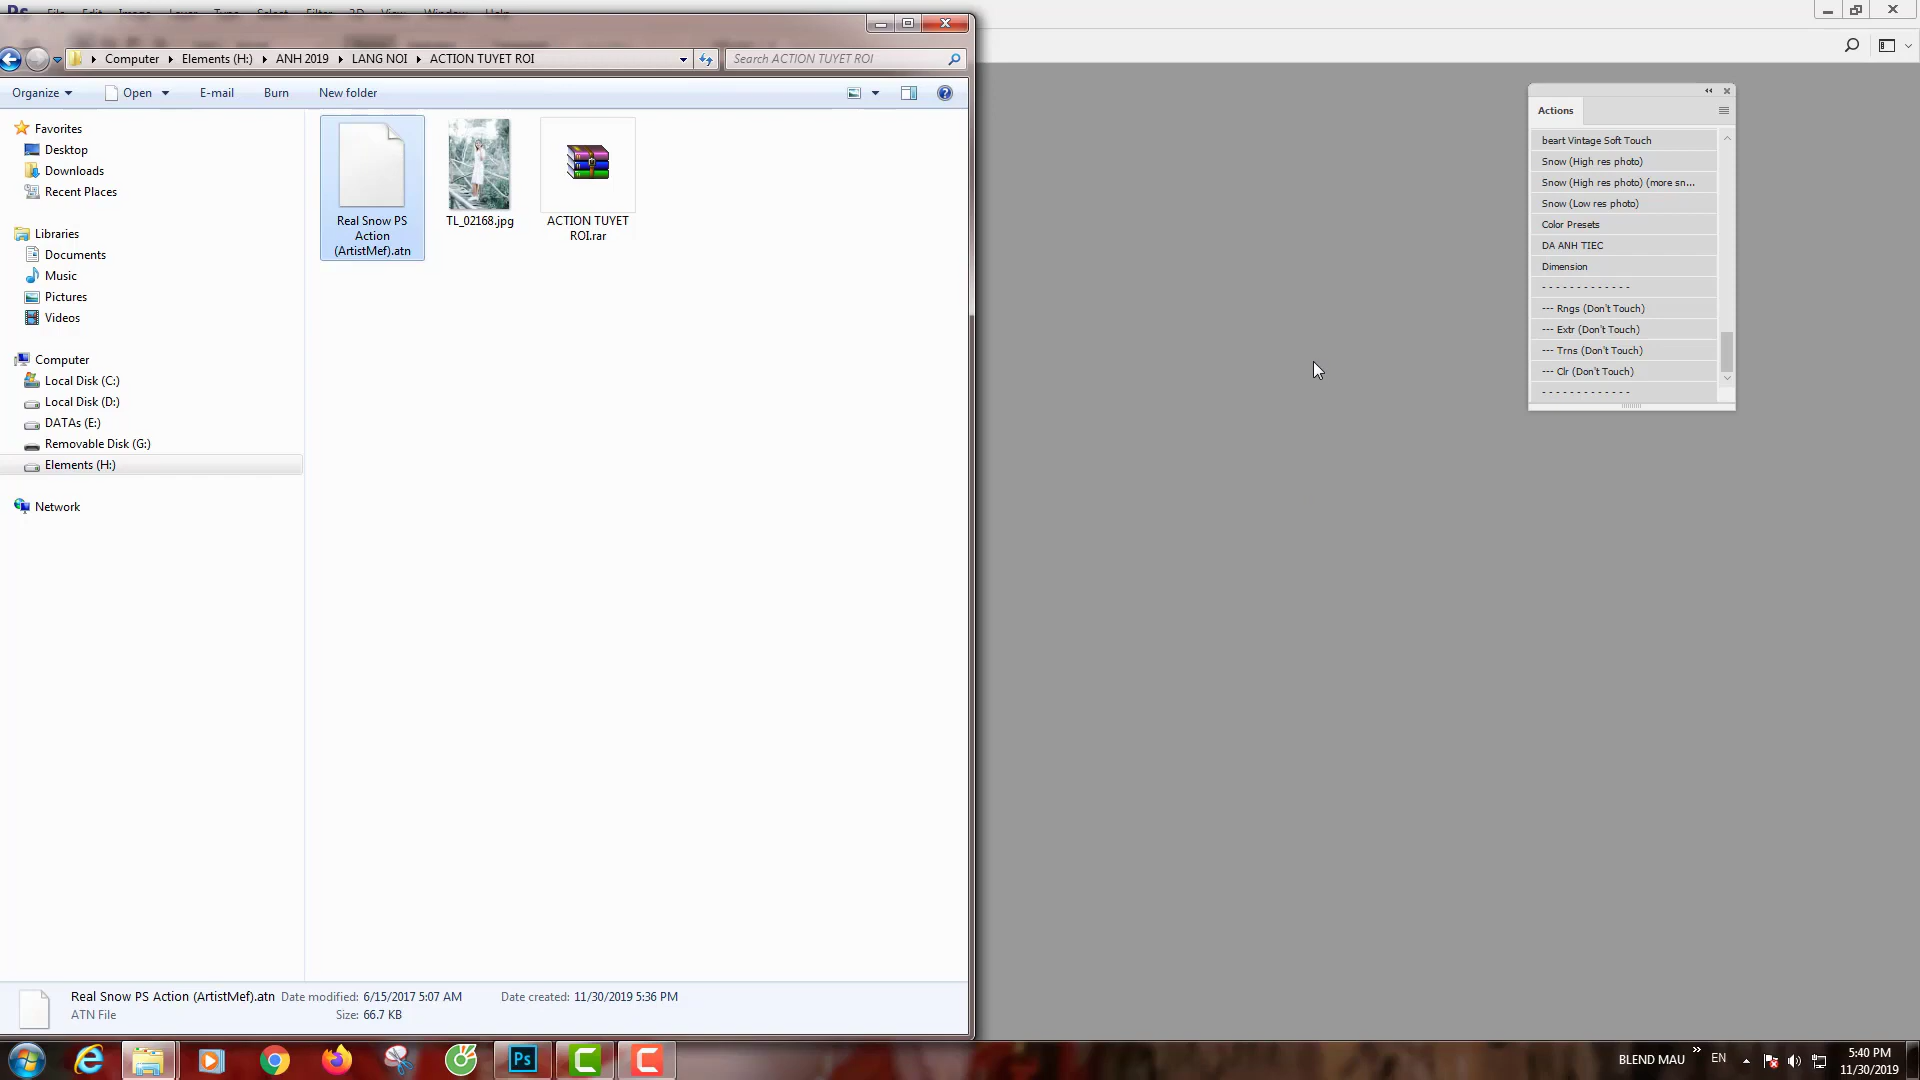 Computer
Elements (H:)
ANH 2019
LANG NOI
ACTION TUYET ROI
Search ACTION TUYET ROI
Organize
Open
E-mail
Burn
New folder
Favorites
Desktop
Downloads
Recent Places
Libraries
Documents
Music
Pictures
Videos
Computer
Local Disk (C:)
Local Disk (D:)
DATAs (E:)
Removable Disk (G:)
Elements (H:)
Network
Real Snow PS
Action
(ArtistMef).atn
TL_02168.jpg
ACTION TUYET
ROI.rar
Real Snow PS Action (ArtistMef).atn
Date modified: 6/15/2017 5:07 AM
Date created: 11/30/2019 5:36 PM
ATN File
Size: 66.7 KB
Actions
beart Vintage Soft Touch
Snow (High res photo)
Snow (High res photo) (more sn...
Snow (Low res photo)
Color Presets
DA ANH TIEC
Dimension
- - - - - - - - - - - - -
--- Rngs (Don't Touch)
--- Extr (Don't Touch)
--- Trns (Don't Touch)
--- Clr (Don't Touch)
- - - - - - - - - - - - -
Ps
BLEND MAU
EN
5:40 PM
11/30/2019